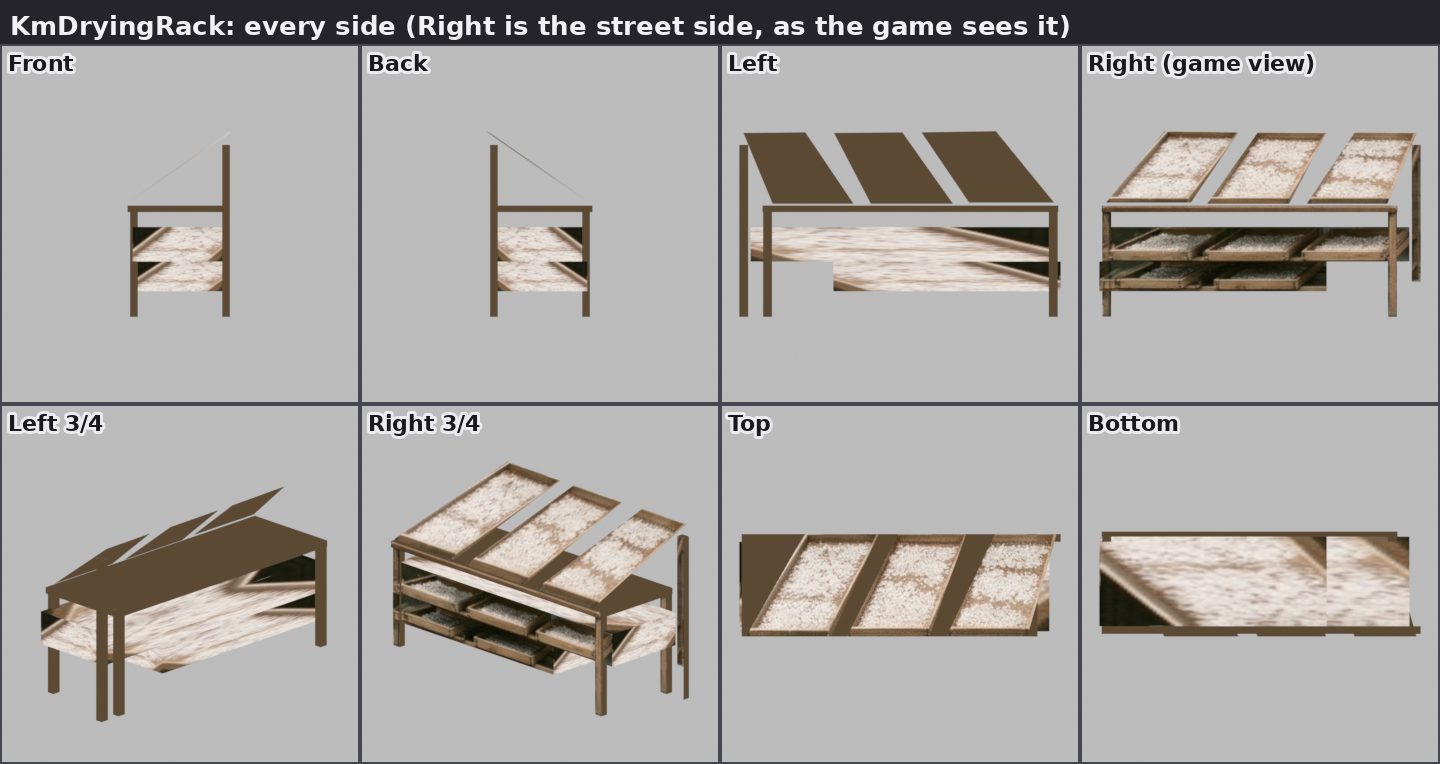 KmDryingRack: every side (Right is the street side, as the game sees it)
Front
Back
Left
Right (game view)
Left 3/4
Right 3/4
Top
Bottom